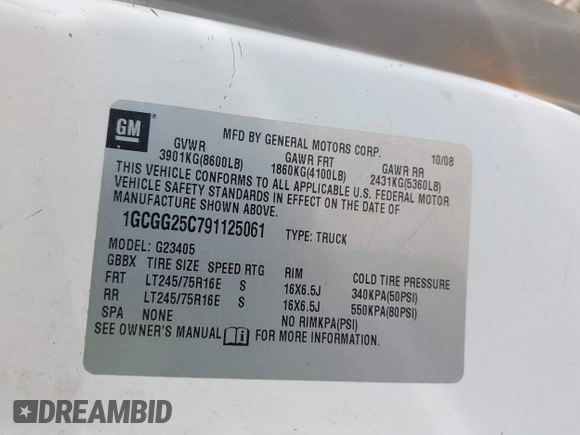 GM
MFD BY GENERAL MOTORS CORP. 10/08
GVWR GAWR FRT GAWR RR
3901KG(8600LB) 1860KG(4100LB) 2431KG(5360LB)
THIS VEHICLE CONFORMS TO ALL APPLICABLE U.S. FEDERAL MOTOR
VEHICLE SAFETY STANDARDS IN EFFECT ON THE DATE OF
MANUFACTURE SHOWN ABOVE.
1GCGG25C791125061 TYPE: TRUCK
MODEL: G23405
GBBX TIRE SIZE SPEED RTG RIM COLD TIRE PRESSURE
FRT LT245/75R16E S 16X6.5J 340KPA(50PSI)
RR LT245/75R16E S 16X6.5J 550KPA(80PSI)
SPA NONE NO RIMKPA(PSI)
SEE OWNER'S MANUAL FOR MORE INFORMATION.
DREAMBID